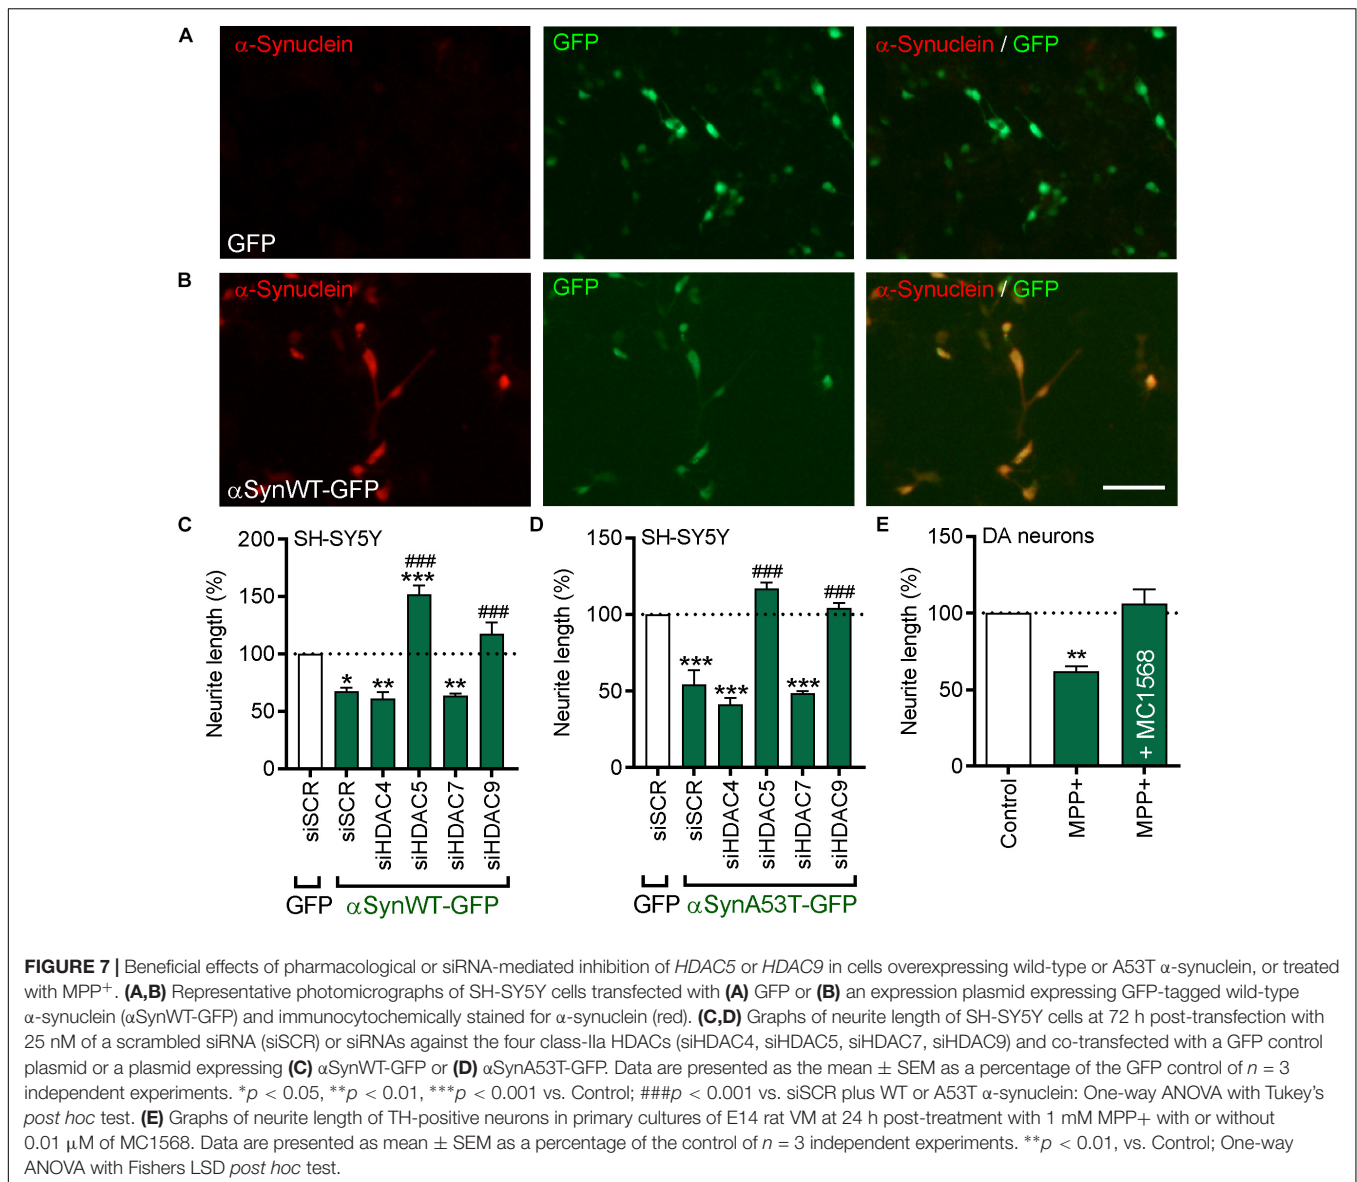 A
α-Synuclein
GFP
α-Synuclein / GFP
GFP
B
α-Synuclein
GFP
α-Synuclein / GFP
αSynWT-GFP
C
SH-SY5Y
Neurite length (%)
200
150
100
50
0
*
**
###
***
**
###
siSCR
siSCR
siHDAC4
siHDAC5
siHDAC7
siHDAC9
GFP
αSynWT-GFP
D
SH-SY5Y
Neurite length (%)
150
100
50
0
***
***
###
***
###
siSCR
siSCR
siHDAC4
siHDAC5
siHDAC7
siHDAC9
GFP
αSynA53T-GFP
E
DA neurons
Neurite length (%)
150
100
50
0
**
+ MC1568
Control
MPP+
MPP+
FIGURE 7 | Beneficial effects of pharmacological or siRNA-mediated inhibition of HDAC5 or HDAC9 in cells overexpressing wild-type or A53T α-synuclein, or treated
with MPP⁺. (A,B) Representative photomicrographs of SH-SY5Y cells transfected with (A) GFP or (B) an expression plasmid expressing GFP-tagged wild-type
α-synuclein (αSynWT-GFP) and immunocytochemically stained for α-synuclein (red). (C,D) Graphs of neurite length of SH-SY5Y cells at 72 h post-transfection with
25 nM of a scrambled siRNA (siSCR) or siRNAs against the four class-IIa HDACs (siHDAC4, siHDAC5, siHDAC7, siHDAC9) and co-transfected with a GFP control
plasmid or a plasmid expressing (C) αSynWT-GFP or (D) αSynA53T-GFP. Data are presented as the mean ± SEM as a percentage of the GFP control of n = 3
independent experiments. *p < 0.05, **p < 0.01, ***p < 0.001 vs. Control; ###p < 0.001 vs. siSCR plus WT or A53T α-synuclein: One-way ANOVA with Tukey's
post hoc test. (E) Graphs of neurite length of TH-positive neurons in primary cultures of E14 rat VM at 24 h post-treatment with 1 mM MPP+ with or without
0.01 μM of MC1568. Data are presented as mean ± SEM as a percentage of the control of n = 3 independent experiments. **p < 0.01, vs. Control; One-way
ANOVA with Fishers LSD post hoc test.